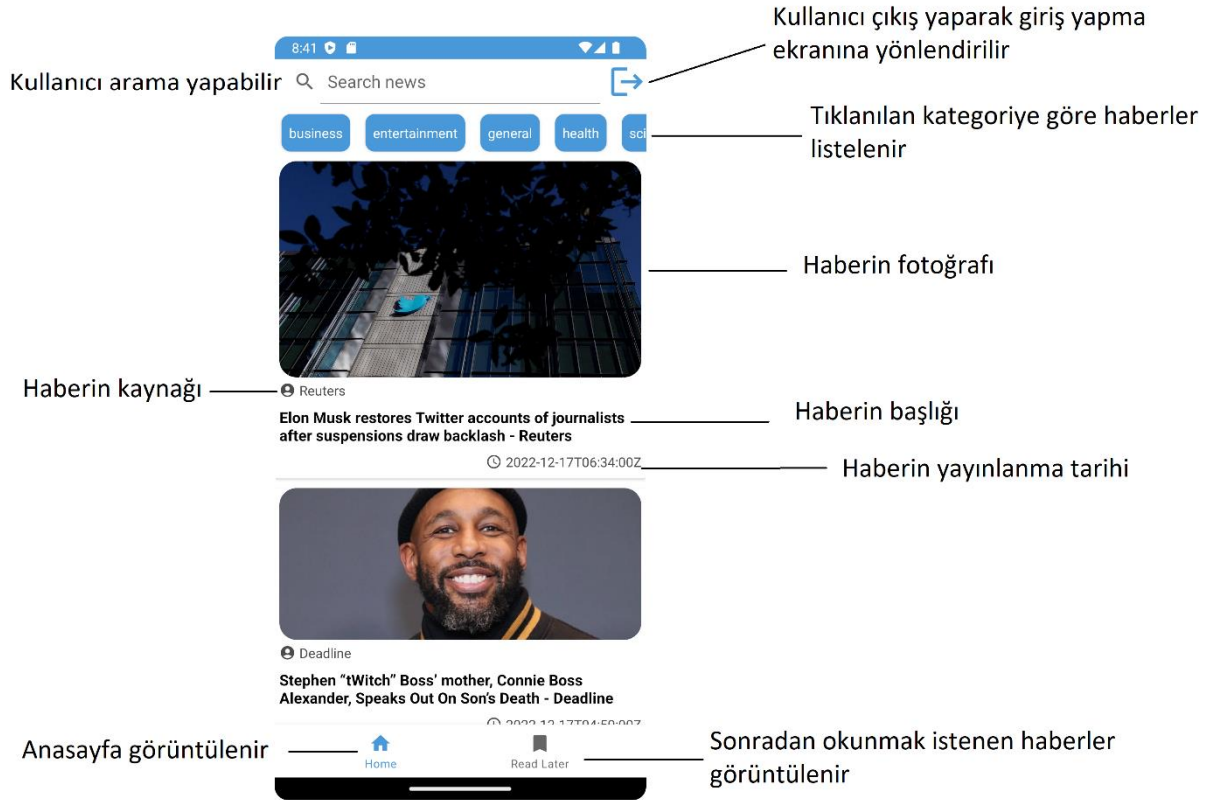 Kullanıcı çıkış yaparak giriş yapma
ekranına yönlendirilir
8:41
Kullanıcı arama yapabilir
Search news
business
entertainment
general
health
sci
Tıklanılan kategoriye göre haberler
listelenir
Haberin fotoğrafı
Haberin kaynağı
Reuters
Elon Musk restores Twitter accounts of journalists
after suspensions draw backlash - Reuters
Haberin başlığı
2022-12-17T06:34:00Z
Haberin yayınlanma tarihi
Deadline
Stephen “tWitch” Boss’ mother, Connie Boss
Alexander, Speaks Out On Son’s Death - Deadline
Anasayfa görüntülenir
Home
Read Later
Sonradan okunmak istenen haberler
görüntülenir